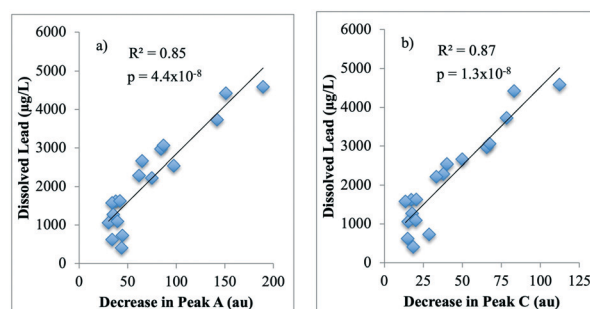 a)
R² = 0.85
p = 4.4x10⁻⁸
Dissolved Lead (µg/L)
6000
5000
4000
3000
2000
1000
0
0 50 100 150 200
Decrease in Peak A (au)
b)
R² = 0.87
p = 1.3x10⁻⁸
Dissolved Lead (µg/L)
6000
5000
4000
3000
2000
1000
0
0 25 50 75 100 125
Decrease in Peak C (au)